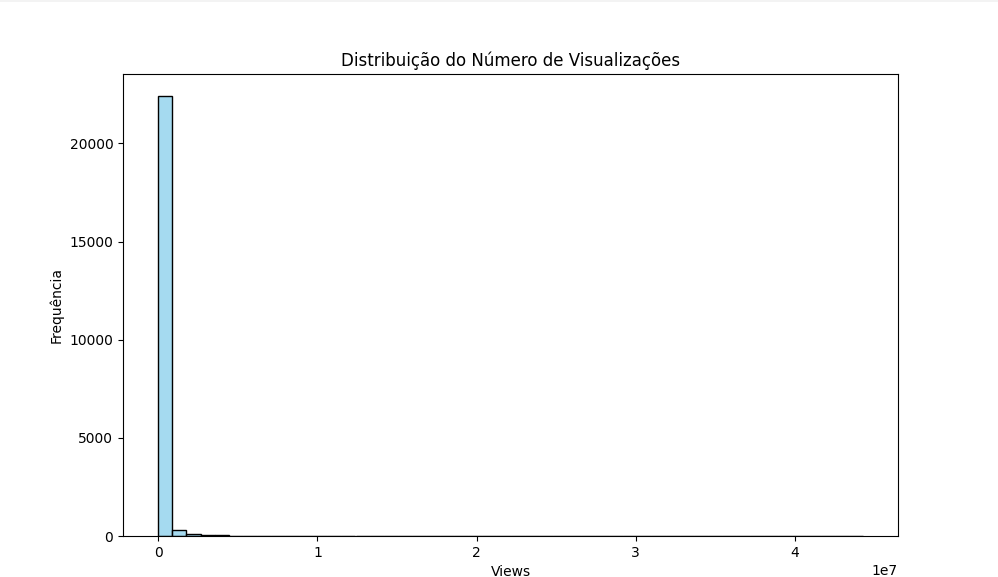 Distribuição do Número de Visualizações
20000
15000
10000
5000
0
Frequência
0 1 2 3 4
1e7
Views